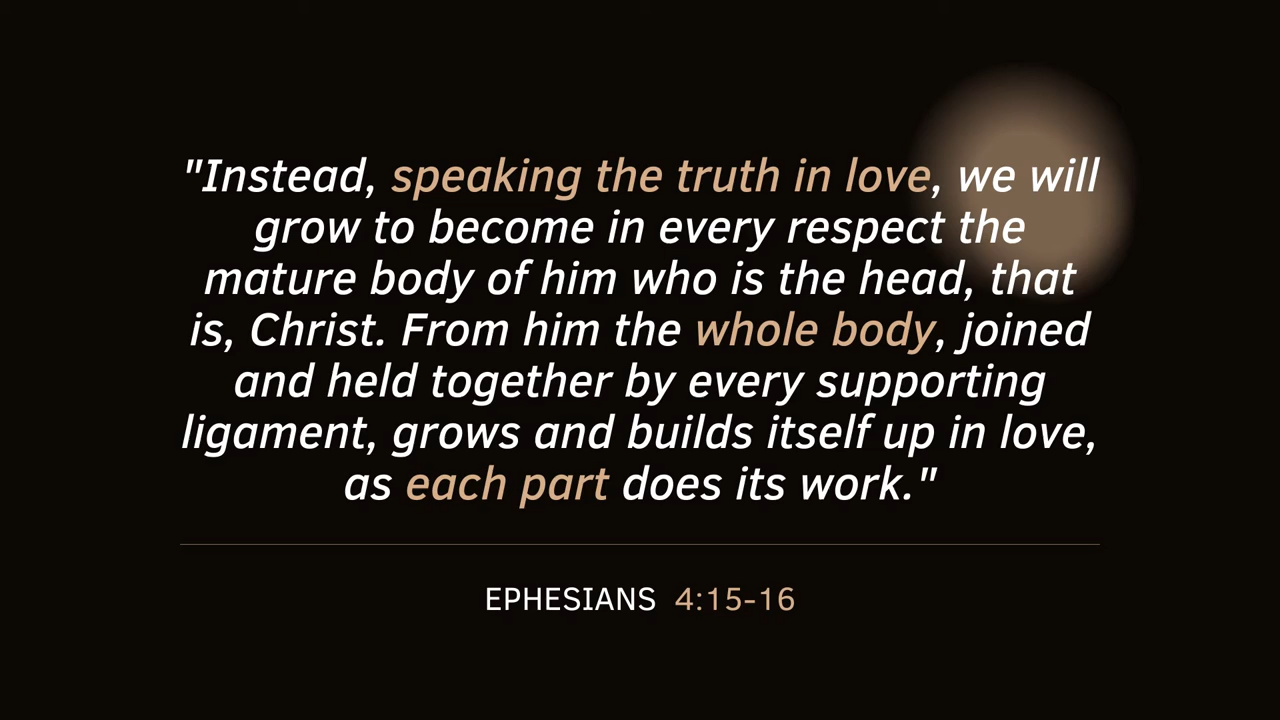 "Instead, speaking the truth in love, we will
grow to become in every respect the
mature body of him who is the head, that
is, Christ. From him the whole body, joined
and held together by every supporting
ligament, grows and builds itself up in love,
as each part does its work."
EPHESIANS 4:15-16